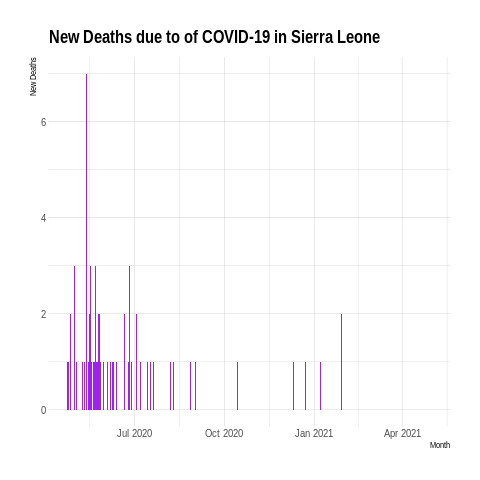 New Deaths due to of COVID-19 in Sierra Leone
New Deaths
6
4
2
0
Jul 2020 Oct 2020 Jan 2021 Apr 2021
Month